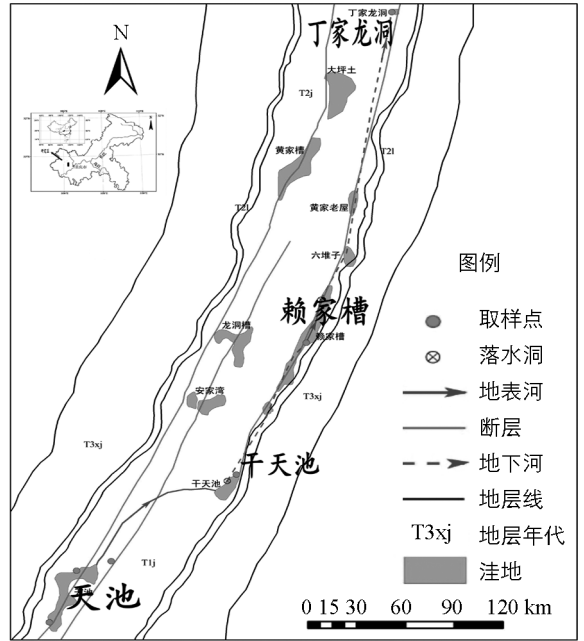 丁家龙洞
丁家龙洞
N
大坪土
T2j
黄家槽
T2l
T2l
黄家老屋
六堆子
图例
赖家槽
取样点
龙洞槽
赖家槽
落水洞
安家湾
T3xj
地表河
断层
T3xj
干天池
地下河
干天池
地层线
T3xj 地层年代
T1j
洼地
天池
0 15 30 60 90 120 km